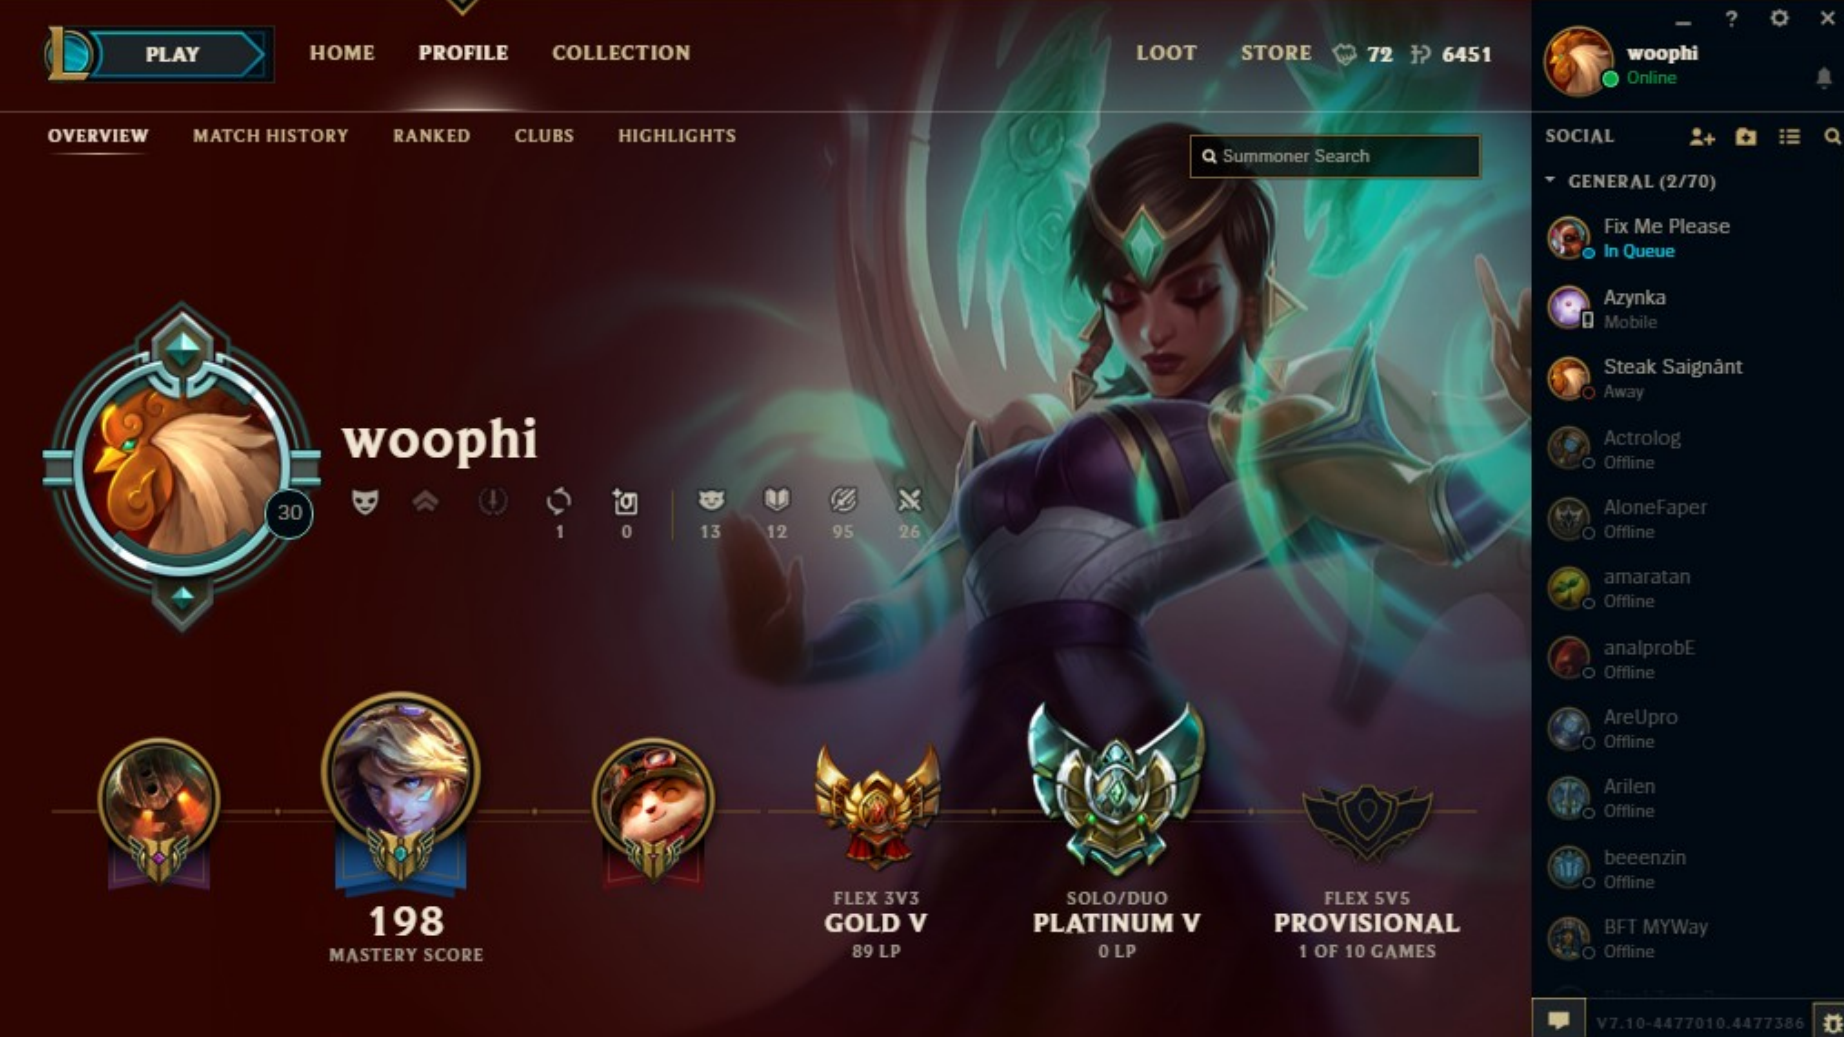 PLAY
HOME
PROFILE
COLLECTION
LOOT
STORE
72
6451
OVERVIEW
MATCH HISTORY
RANKED
CLUBS
HIGHLIGHTS
Summoner Search
woophi
30
1
0
13
12
95
26
198
MASTERY SCORE
FLEX 3V3
GOLD V
89 LP
SOLO/DUO
PLATINUM V
0 LP
FLEX 5V5
PROVISIONAL
1 OF 10 GAMES
?
woophi
Online
SOCIAL
GENERAL (2/70)
Fix Me Please
In Queue
Azynka
Mobile
Steak Saignânt
Away
Actrolog
Offline
AloneFaper
Offline
amaratan
Offline
analprobE
Offline
AreUpro
Offline
Arilen
Offline
beeenzin
Offline
BFT MYWay
Offline
V7.10-4477010.4477386